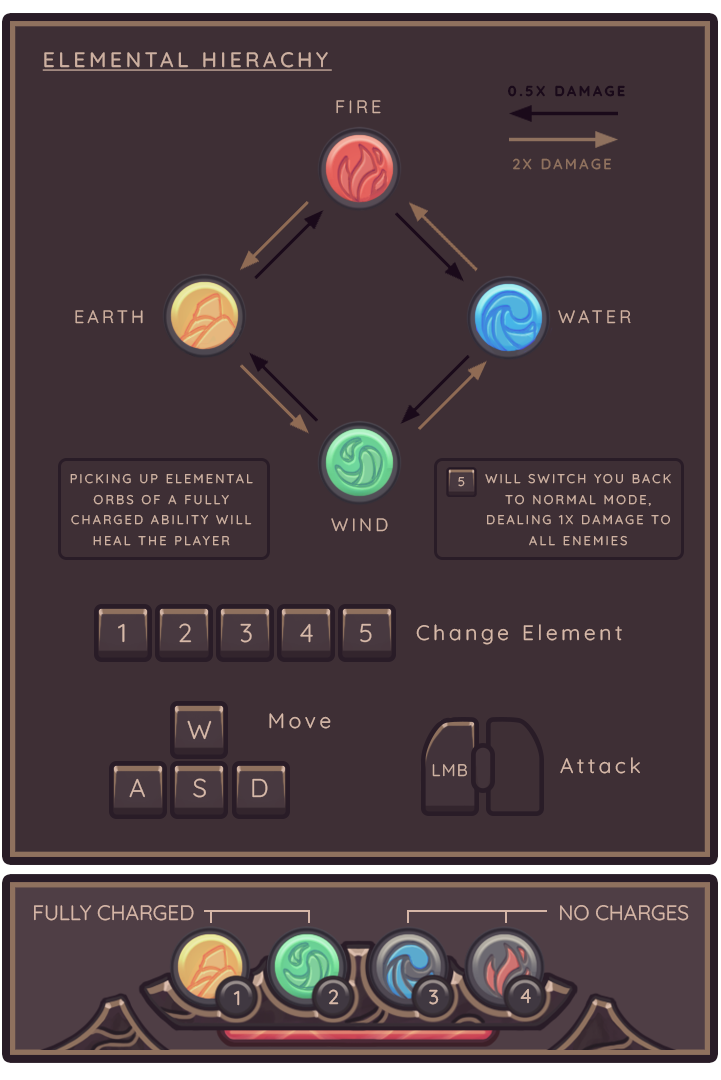 ELEMENTAL HIERACHY
0.5X DAMAGE
FIRE
2X DAMAGE
EARTH
WATER
PICKING UP ELEMENTAL
ORBS OF A FULLY
CHARGED ABILITY WILL
HEAL THE PLAYER
WIND
5 WILL SWITCH YOU BACK
TO NORMAL MODE,
DEALING 1X DAMAGE TO
ALL ENEMIES
1 2 3 4 5 Change Element
W Move
A S D
LMB Attack
FULLY CHARGED NO CHARGES
1 2 3 4